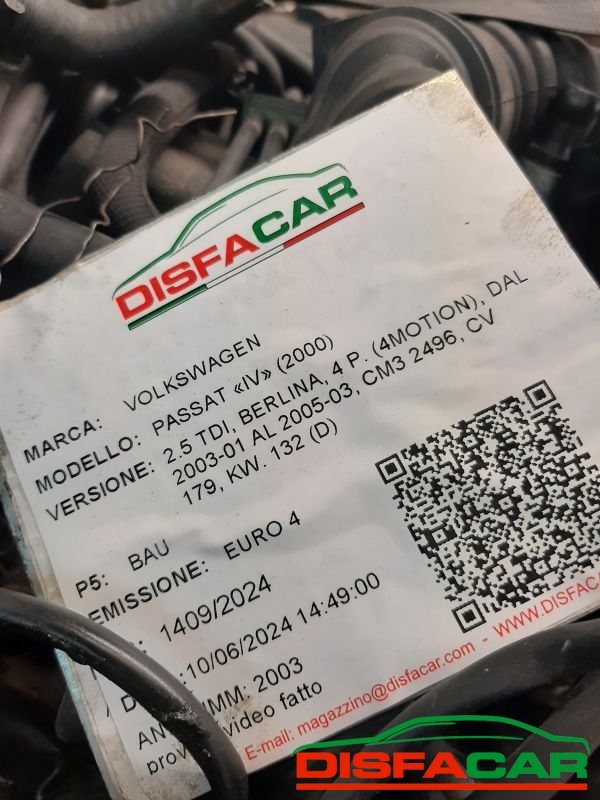 DISFACAR
MARCA: VOLKSWAGEN
MODELLO: PASSAT «IV» (2000)
VERSIONE: 2.5 TDI, BERLINA, 4 P. (4MOTION), DAL
2003-01 AL 2005-03, CM3 2496, CV
179, KW. 132 (D)
P5: BAU
EMISSIONE: EURO 4
: 1409/2024
:10/06/2024 14:49:00
IMM: 2003
video fatto
E-mail: magazzino@disfacar.com - WWW.DISFAC
DISFACAR